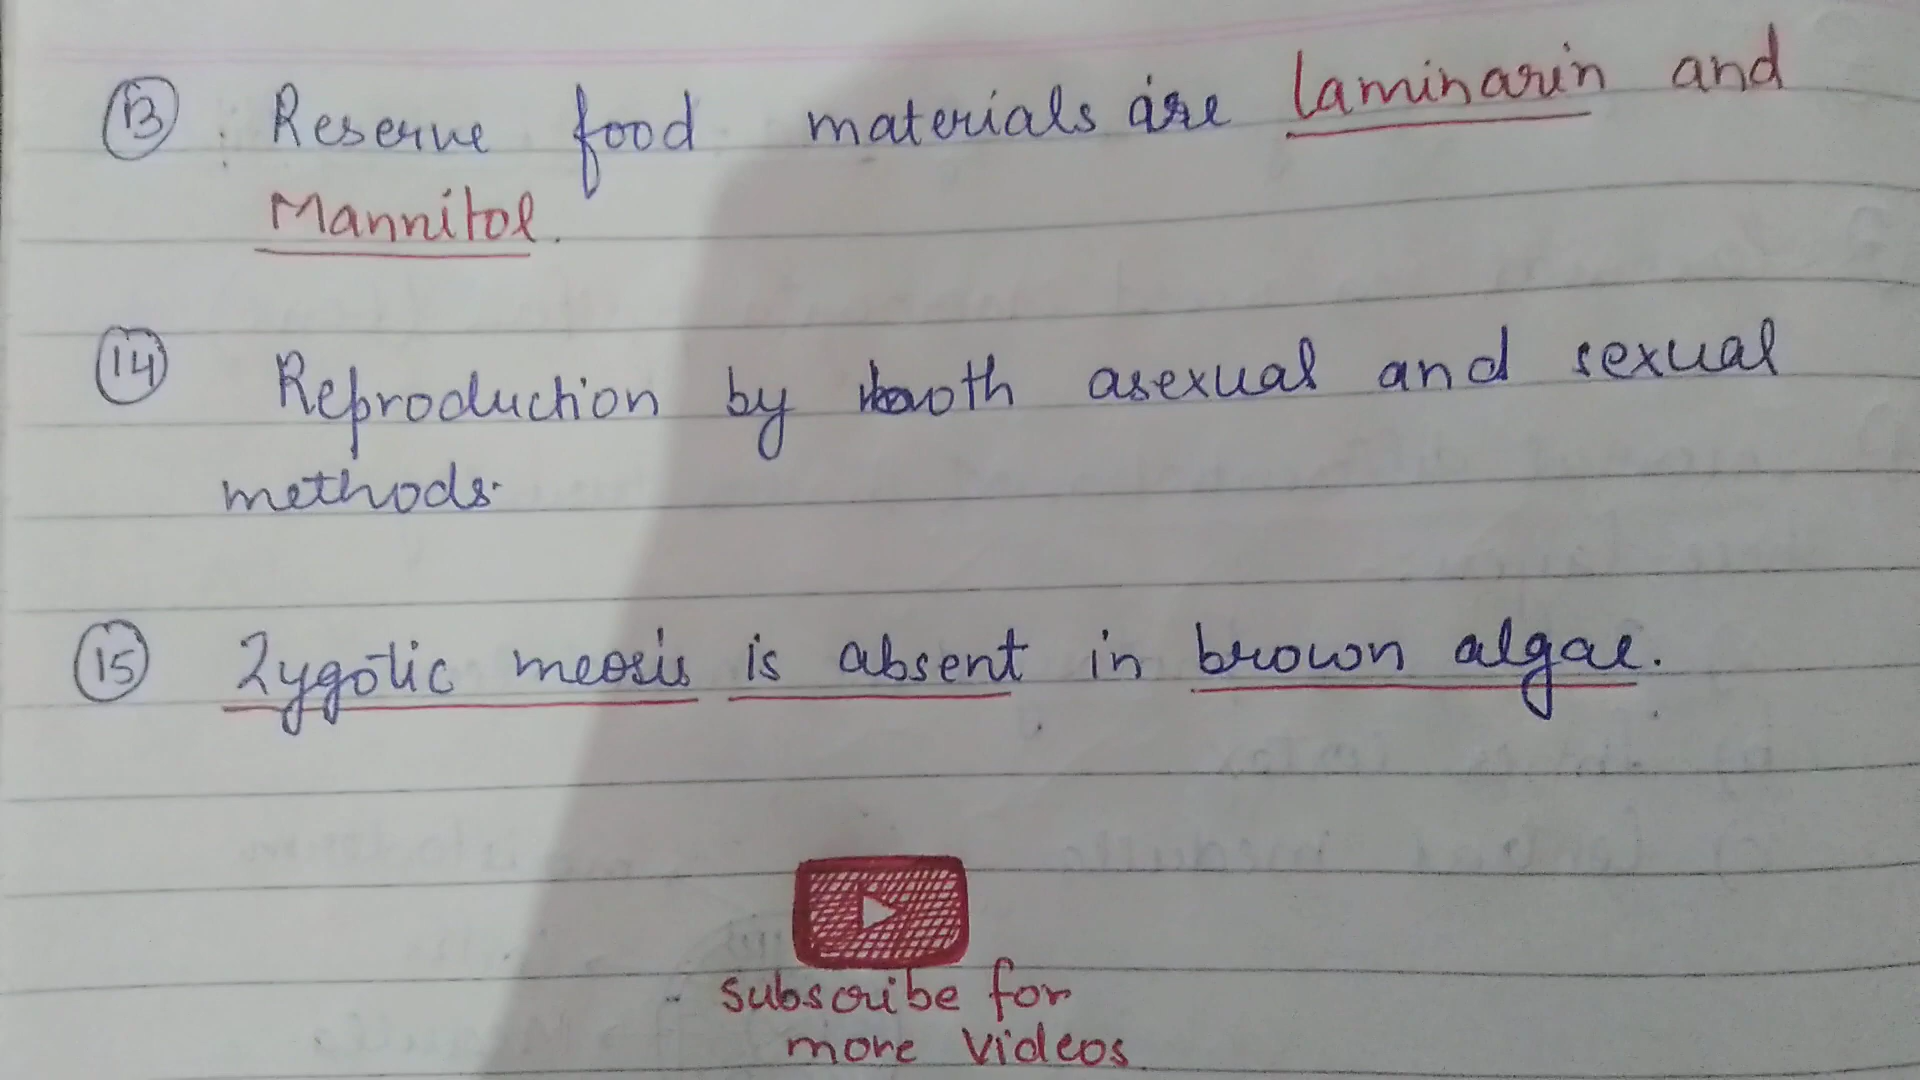 13 Reserve food materials are laminarin and
Mannitol.
14 Reproduction by both asexual and sexual
methods.
15 Zygotic meosis is absent in brown algae.
subscribe for
more videos